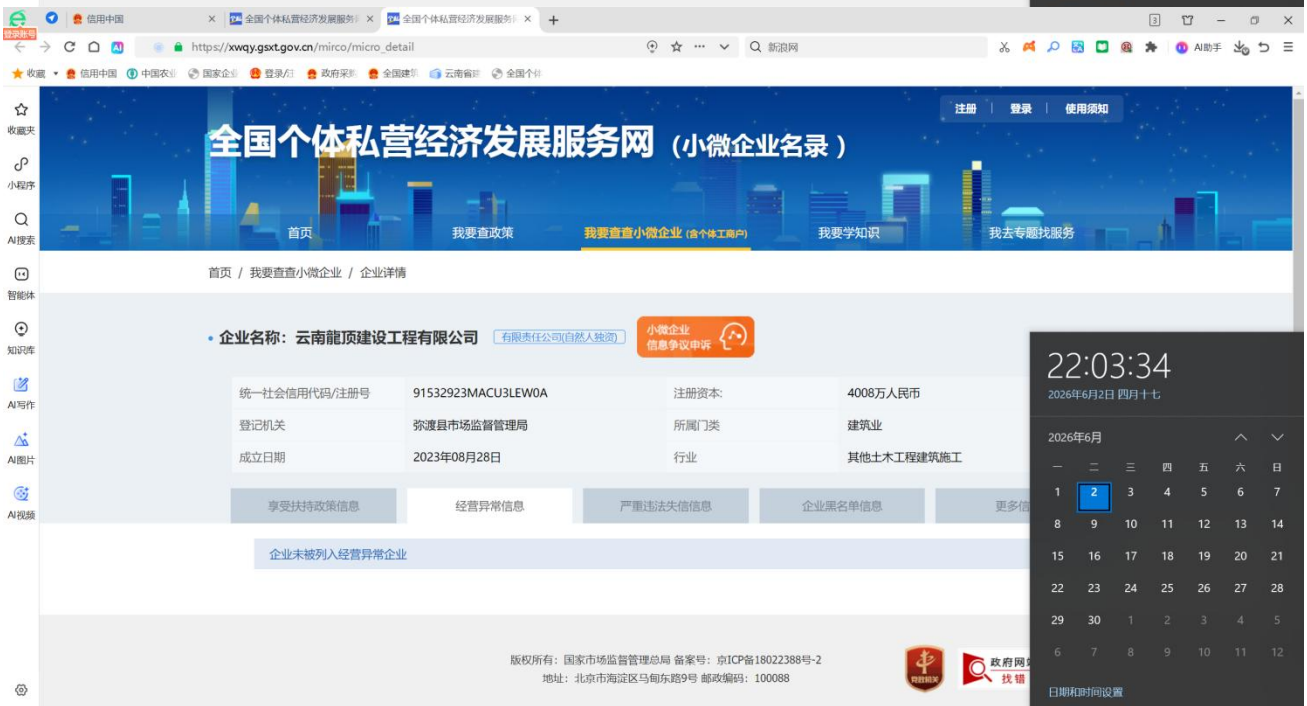 信用中国
全国个体私营经济发展服务
全国个体私营经济发展服务
3
登录账号
https://xwqy.gsxt.gov.cn/mirco/micro_detail
新浪网
AI助手
收藏
信用中国
中国农业
国家企业
登录/注
政府采购
全国建筑
云南省建
全国个体
收藏夹
小程序
AI搜索
智能体
知识库
AI写作
AI图片
AI视频
注册
登录
使用须知
全国个体私营经济发展服务网(小微企业名录)
首页
我要查政策
我要查查小微企业 (含个体工商户)
我要学知识
我去专题找服务
首页 / 我要查查小微企业 / 企业详情
企业名称:云南龍顶建设工程有限公司
有限责任公司(自然人独资)
小微企业
信息争议申诉
统一社会信用代码/注册号 91532923MACU3LEW0A 注册资本: 4008万人民币
登记机关 弥渡县市场监督管理局 所属门类 建筑业
成立日期 2023年08月28日 行业 其他土木工程建筑施工
享受扶持政策信息 经营异常信息 严重违法失信信息 企业黑名单信息 更多信
企业未被列入经营异常企业
版权所有:国家市场监督管理总局 备案号:京ICP备18022388号-2
地址:北京市海淀区马甸东路9号 邮政编码:100088
党政机关
政府网站
找错
22:03:34
2026年6月2日 四月十七
2026年6月
一 二 三 四 五 六 日
1 2 3 4 5 6 7
8 9 10 11 12 13 14
15 16 17 18 19 20 21
22 23 24 25 26 27 28
29 30 1 2 3 4 5
6 7 8 9 10 11 12
日期和时间设置